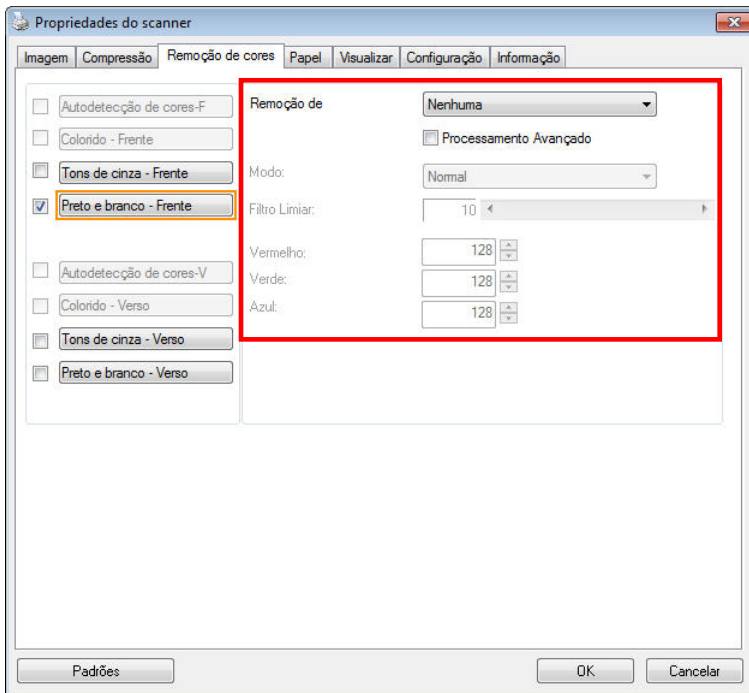 Propriedades do scanner
Imagem Compressão Remoção de cores Papel Visualizar Configuração Informação
Autodetecção de cores-F
Colorido - Frente
Tons de cinza - Frente
Preto e branco - Frente
Autodetecção de cores-V
Colorido - Verso
Tons de cinza - Verso
Preto e branco - Verso
Remoção de Nenhuma
Processamento Avançado
Modo: Normal
Filtro Limiar: 10
Vermelho: 128
Verde: 128
Azul: 128
Padrões OK Cancelar